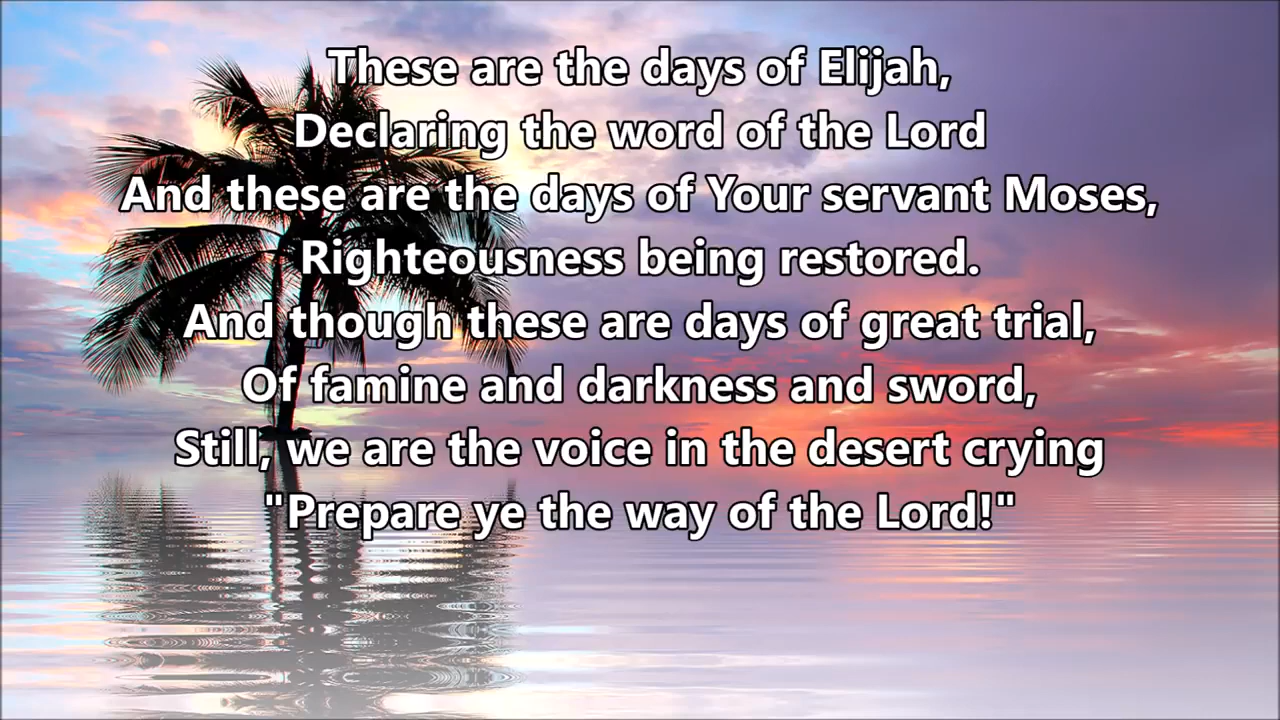 These are the days of Elijah,
Declaring the word of the Lord
And these are the days of Your servant Moses,
Righteousness being restored.
And though these are days of great trial,
Of famine and darkness and sword,
Still, we are the voice in the desert crying
"Prepare ye the way of the Lord!"